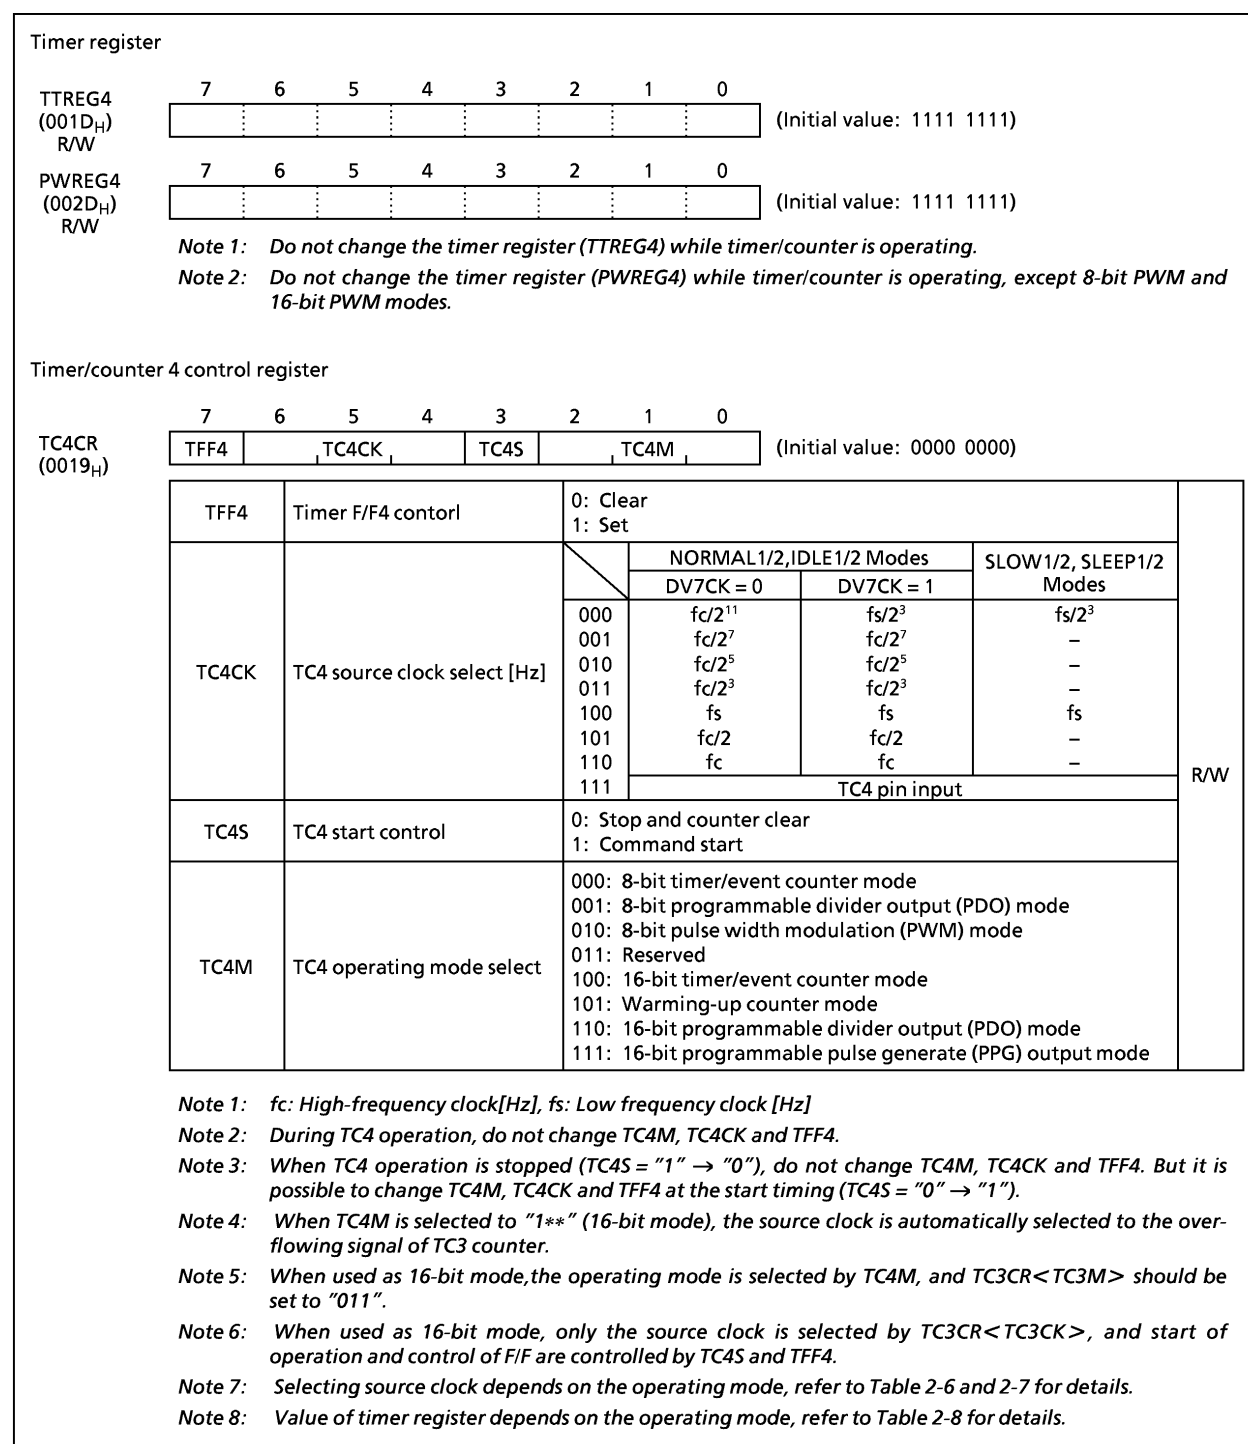 Timer register
7 6 5 4 3 2 1 0
TTREG4
(001DH)
R/W
(Initial value: 1111 1111)
7 6 5 4 3 2 1 0
PWREG4
(002DH)
R/W
(Initial value: 1111 1111)
Note 1: Do not change the timer register (TTREG4) while timer/counter is operating.
Note 2: Do not change the timer register (PWREG4) while timer/counter is operating, except 8-bit PWM and
16-bit PWM modes.
Timer/counter 4 control register
7 6 5 4 3 2 1 0
TC4CR
(0019H)
TFF4 TC4CK TC4S TC4M (Initial value: 0000 0000)
TFF4 Timer F/F4 contorl
0: Clear
1: Set
TC4CK TC4 source clock select [Hz]
NORMAL1/2,IDLE1/2 Modes SLOW1/2, SLEEP1/2
Modes
DV7CK = 0 DV7CK = 1
000 fc/2¹¹ fs/2³ fs/2³
001 fc/2⁷ fc/2⁷ –
010 fc/2⁵ fc/2⁵ –
011 fc/2³ fc/2³ –
100 fs fs fs
101 fc/2 fc/2 –
110 fc fc –
111 TC4 pin input
R/W
TC4S TC4 start control
0: Stop and counter clear
1: Command start
TC4M TC4 operating mode select
000: 8-bit timer/event counter mode
001: 8-bit programmable divider output (PDO) mode
010: 8-bit pulse width modulation (PWM) mode
011: Reserved
100: 16-bit timer/event counter mode
101: Warming-up counter mode
110: 16-bit programmable divider output (PDO) mode
111: 16-bit programmable pulse generate (PPG) output mode
Note 1: fc: High-frequency clock[Hz], fs: Low frequency clock [Hz]
Note 2: During TC4 operation, do not change TC4M, TC4CK and TFF4.
Note 3: When TC4 operation is stopped (TC4S = "1" → "0"), do not change TC4M, TC4CK and TFF4. But it is
possible to change TC4M, TC4CK and TFF4 at the start timing (TC4S = "0" → "1").
Note 4: When TC4M is selected to "1**" (16-bit mode), the source clock is automatically selected to the over-
flowing signal of TC3 counter.
Note 5: When used as 16-bit mode,the operating mode is selected by TC4M, and TC3CR<TC3M> should be
set to "011".
Note 6: When used as 16-bit mode, only the source clock is selected by TC3CR<TC3CK>, and start of
operation and control of F/F are controlled by TC4S and TFF4.
Note 7: Selecting source clock depends on the operating mode, refer to Table 2-6 and 2-7 for details.
Note 8: Value of timer register depends on the operating mode, refer to Table 2-8 for details.